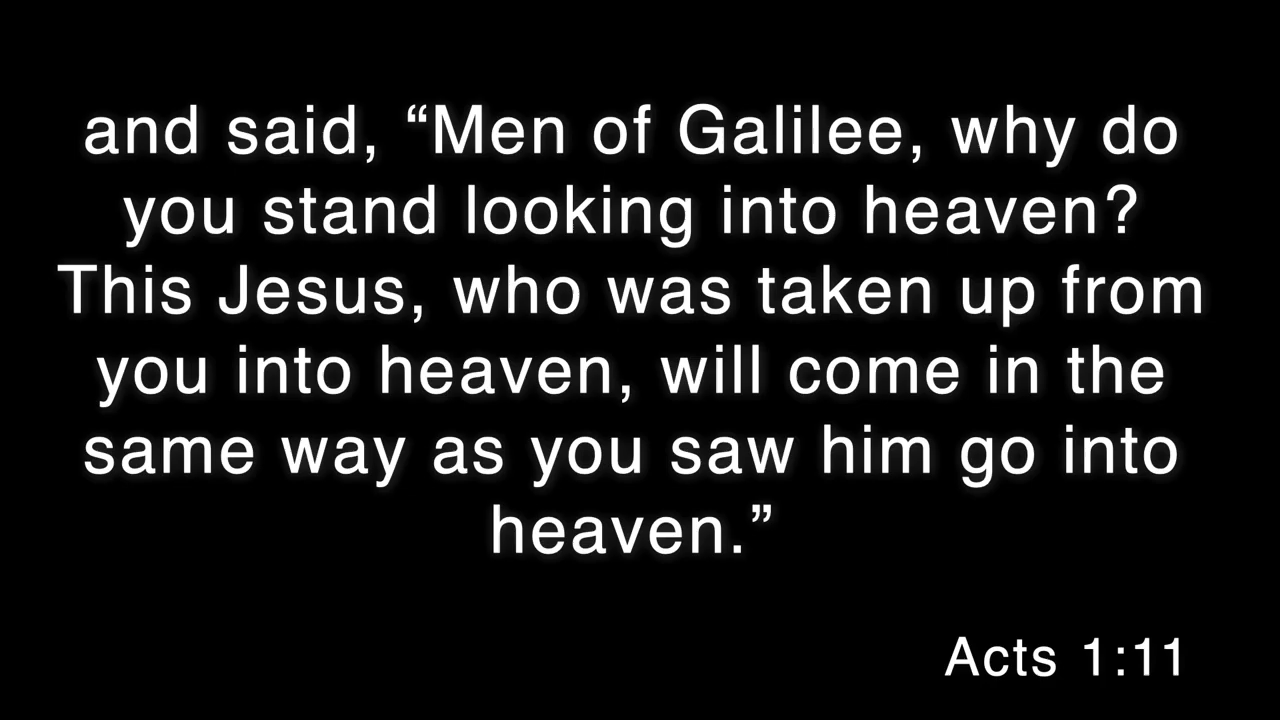 and said, “Men of Galilee, why do
you stand looking into heaven?
This Jesus, who was taken up from
you into heaven, will come in the
same way as you saw him go into
heaven.”
Acts 1:11